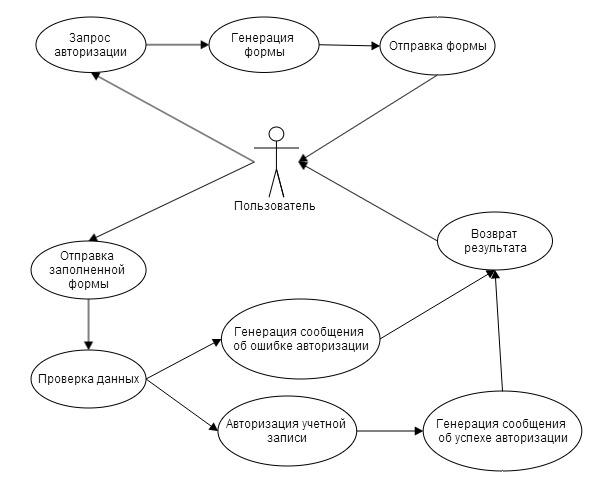 Запрос
авторизации
Генерация
формы
Отправка формы
Пользователь
Возврат
результата
Отправка
заполненной
формы
Генерация сообщения
об ошибке авторизации
Проверка данных
Авторизация учетной
записи
Генерация сообщения
об успехе авторизации